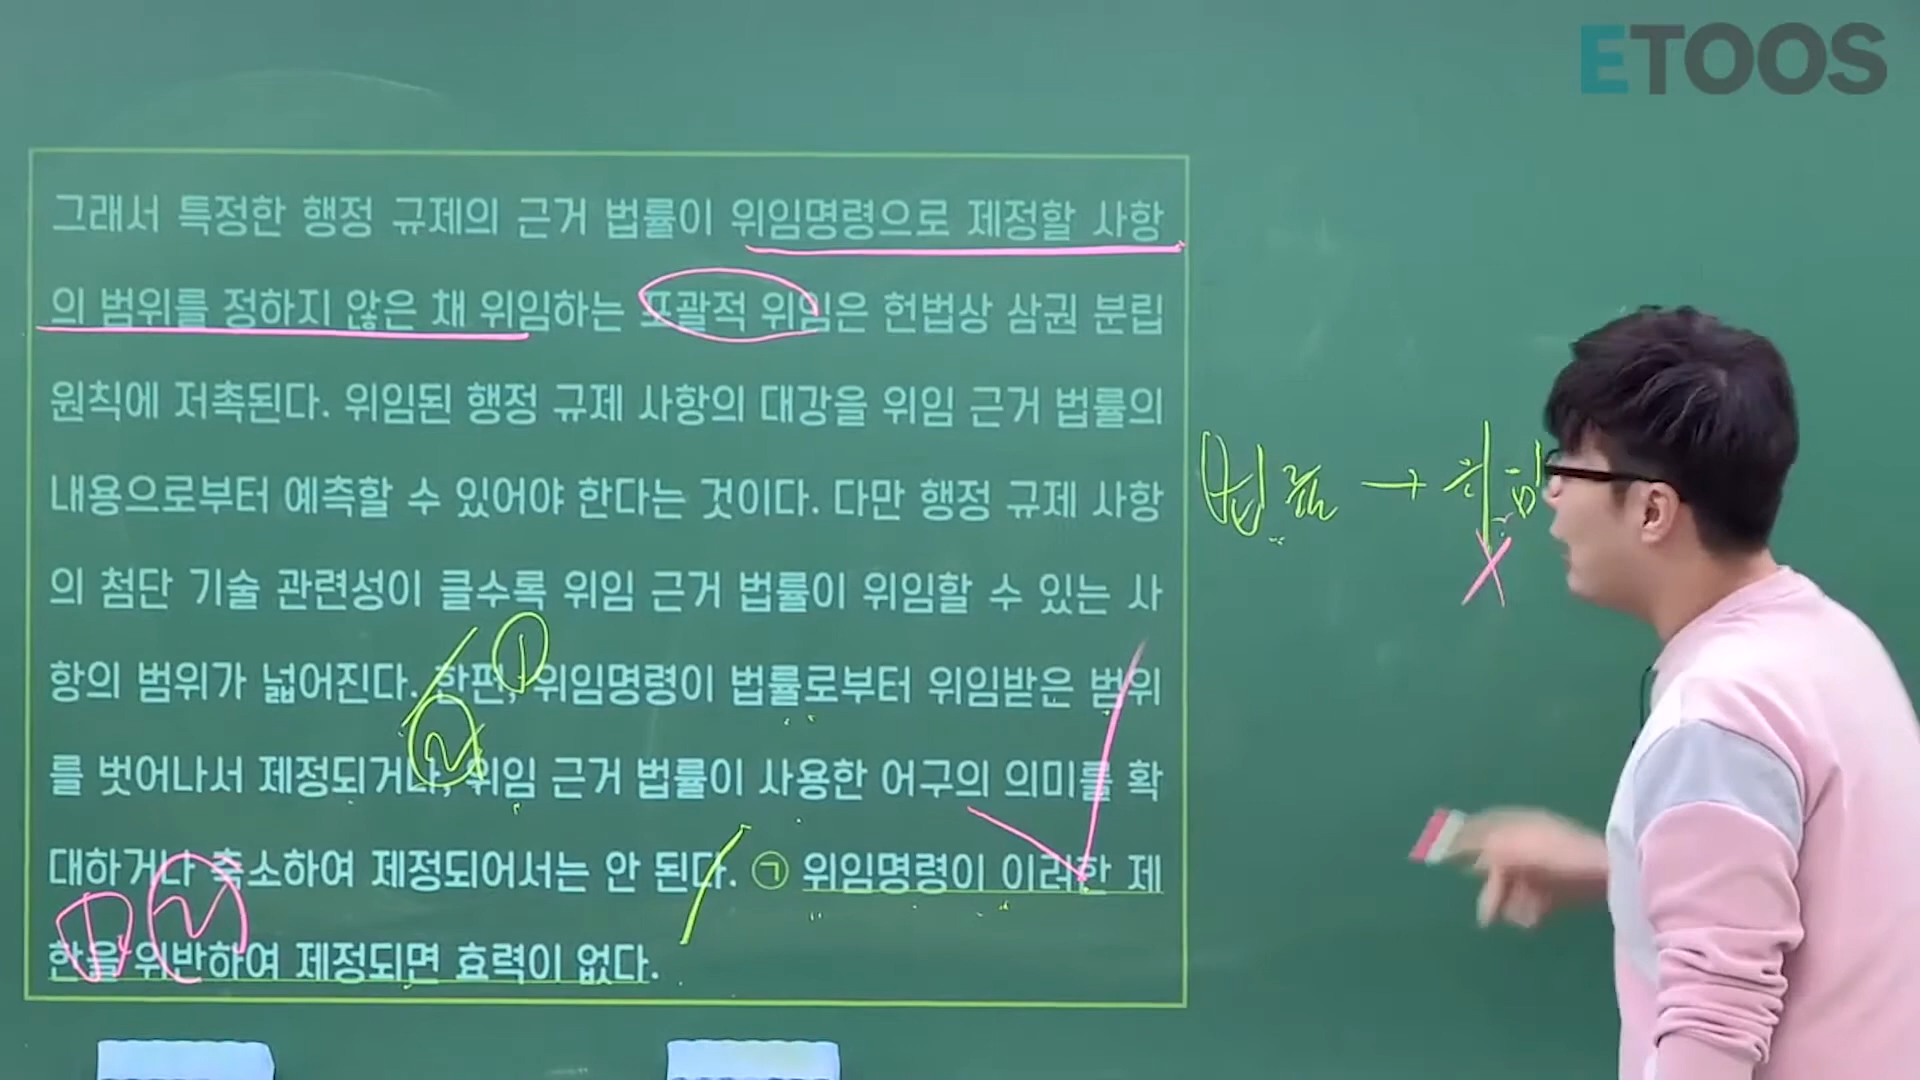 ETOOS
그래서 특정한 행정 규제의 근거 법률이 위임명령으로 제정할 사항
의 범위를 정하지 않은 채 위임하는 포괄적 위임은 헌법상 삼권 분립
원칙에 저촉된다. 위임된 행정 규제 사항의 대강을 위임 근거 법률의
내용으로부터 예측할 수 있어야 한다는 것이다. 다만 행정 규제 사항
의 첨단 기술 관련성이 클수록 위임 근거 법률이 위임할 수 있는 사
항의 범위가 넓어진다. 한편, 위임명령이 법률로부터 위임받은 범위
를 벗어나서 제정되거나, 위임 근거 법률이 사용한 어구의 의미를 확
대하거나 축소하여 제정되어서는 안 된다. ㉠ 위임명령이 이러한 제
한을 위반하여 제정되면 효력이 없다.
①
②
① ②
법률 →
X